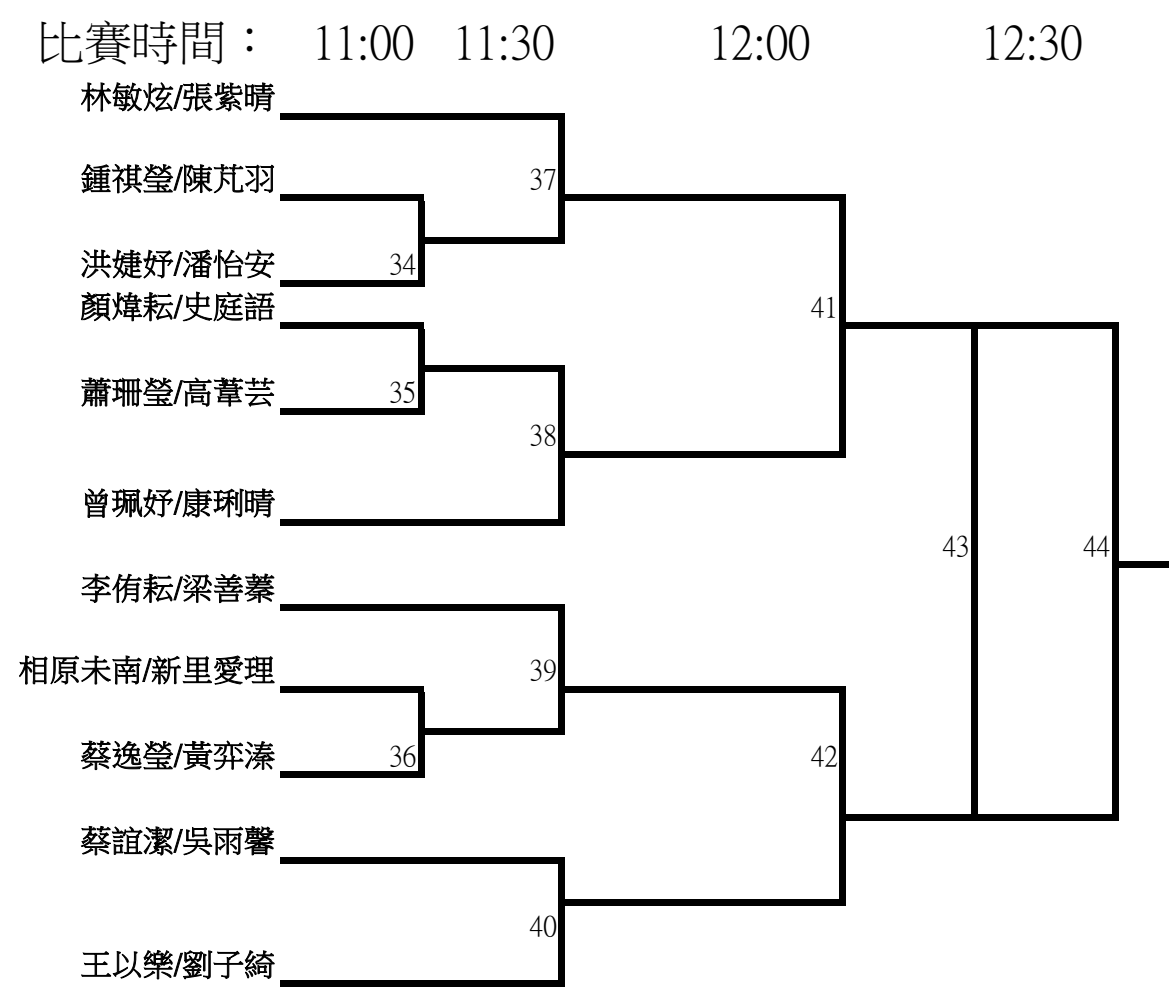 比賽時間： 11:00 11:30 12:00 12:30
林敏炫/張紫晴
鍾祺瑩/陳芃羽
37
洪婕妤/潘怡安
34
顏煒耘/史庭語
41
蕭珊瑩/高葦芸
35
38
曾珮妤/康琍晴
43
44
李侑耘/梁善蓁
相原未南/新里愛理
39
蔡逸瑩/黃弈溱
36
42
蔡誼潔/吳雨馨
40
王以樂/劉子綺